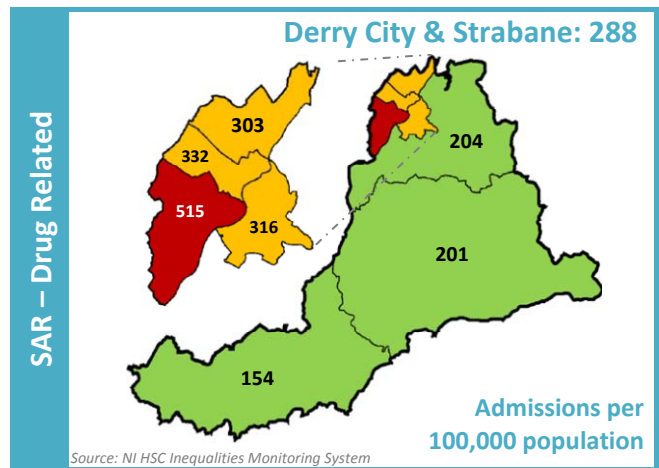 SAR – Drug Related
Derry City & Strabane: 288
303
332
515
316
204
201
154
Admissions per
100,000 population
Source: NI HSC Inequalities Monitoring System